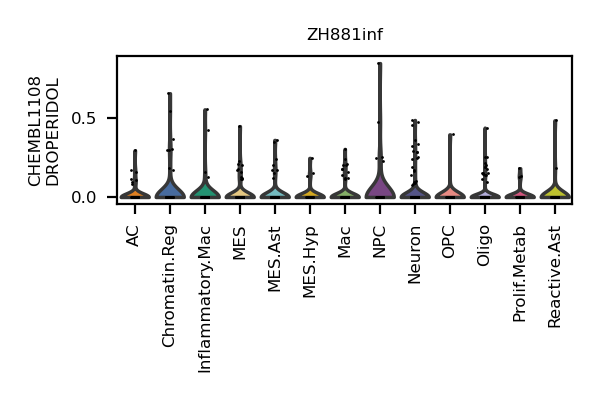 ZH881inf
CHEMBL1108
DROPERIDOL
0.5
0.0
AC
Chromatin.Reg
Inflammatory.Mac
MES
MES.Ast
MES.Hyp
Mac
NPC
Neuron
OPC
Oligo
Prolif.Metab
Reactive.Ast